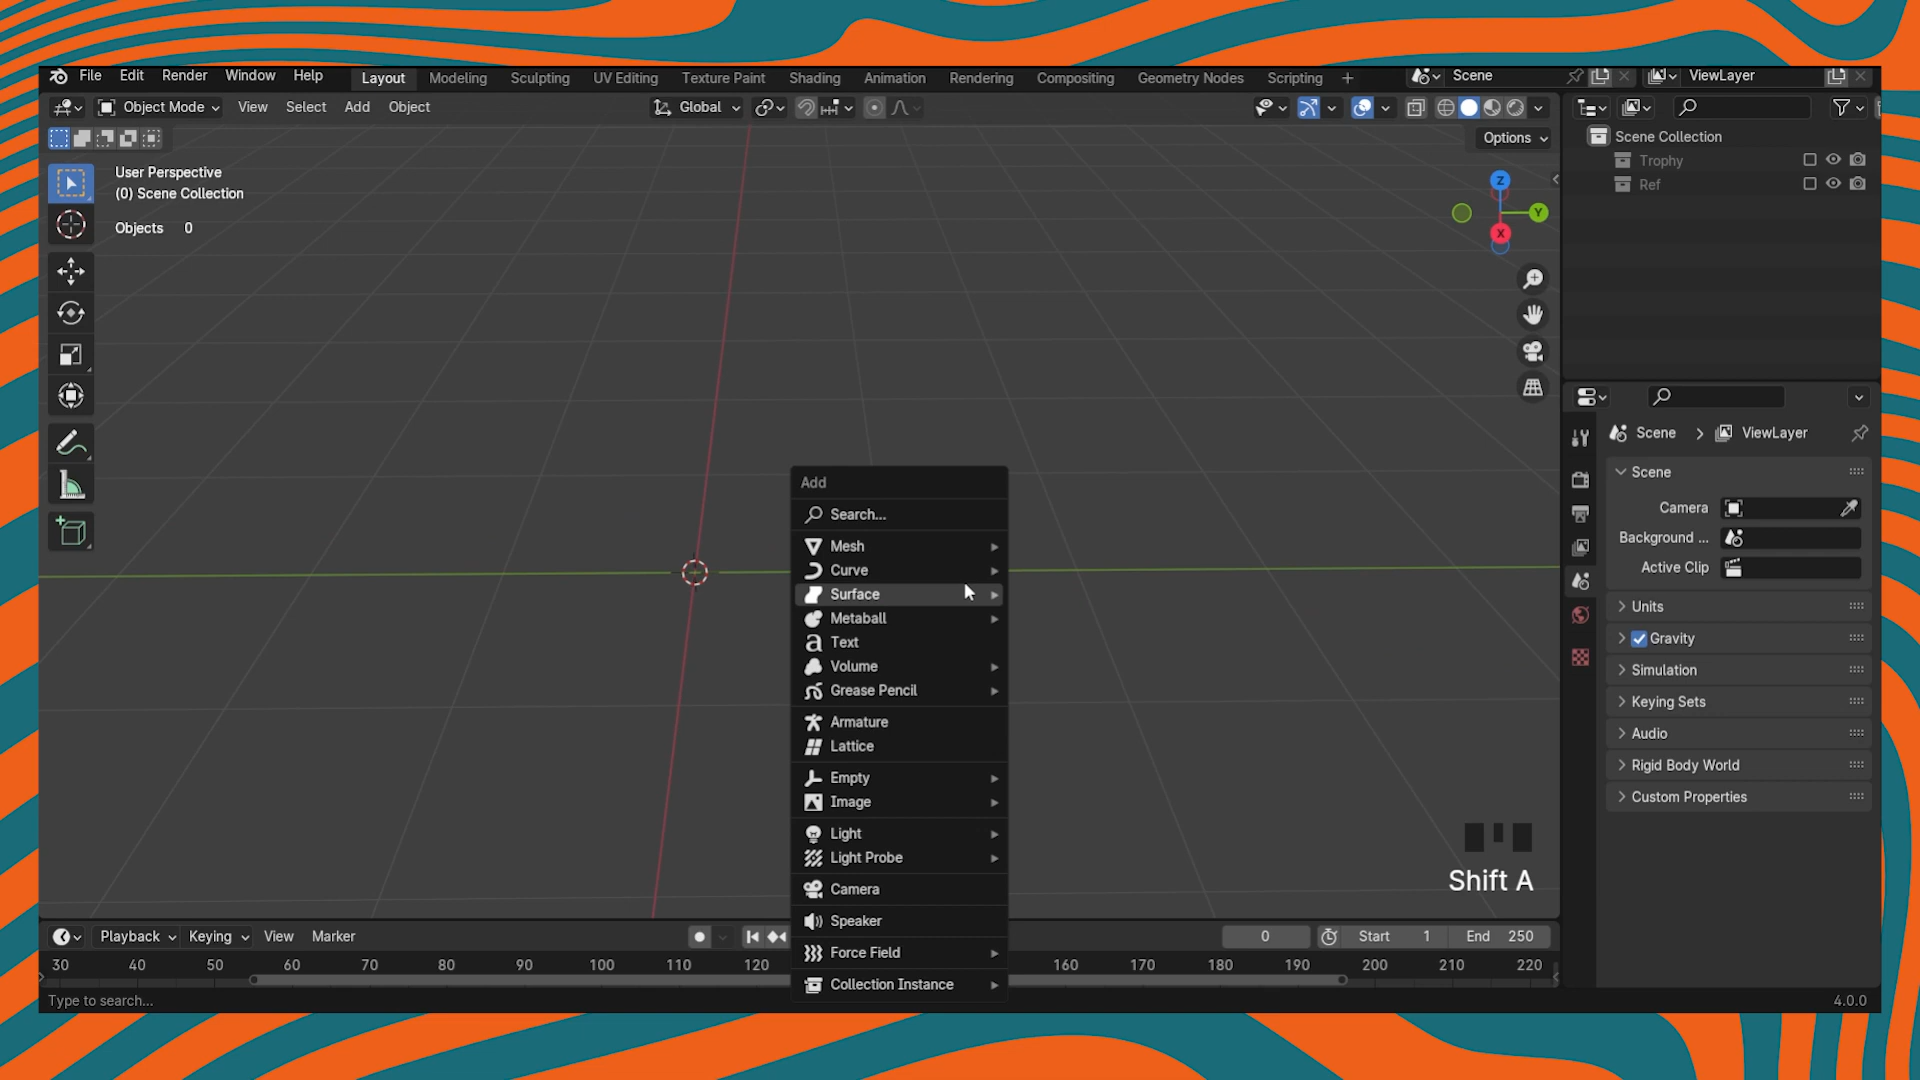 File Edit Render Window Help Layout Modeling Sculpting UV Editing Texture Paint Shading Animation Rendering Compositing Geometry Nodes Scripting + Scene ViewLayer
Object Mode View Select Add Object Global
Options
User Perspective
(0) Scene Collection
Objects 0
Z
Y
X
Scene Collection
Trophy
Ref
Scene > ViewLayer
Scene
Camera
Background ...
Active Clip
Units
Gravity
Simulation
Keying Sets
Audio
Rigid Body World
Custom Properties
Add
Search...
Mesh
Curve
Surface
Metaball
Text
Volume
Grease Pencil
Armature
Lattice
Empty
Image
Light
Light Probe
Camera
Speaker
Force Field
Collection Instance
Shift A
Playback Keying View Marker 0 Start 1 End 250
30 40 50 60 70 80 90 100 110 120 160 170 180 190 200 210 220
Type to search... 4.0.0